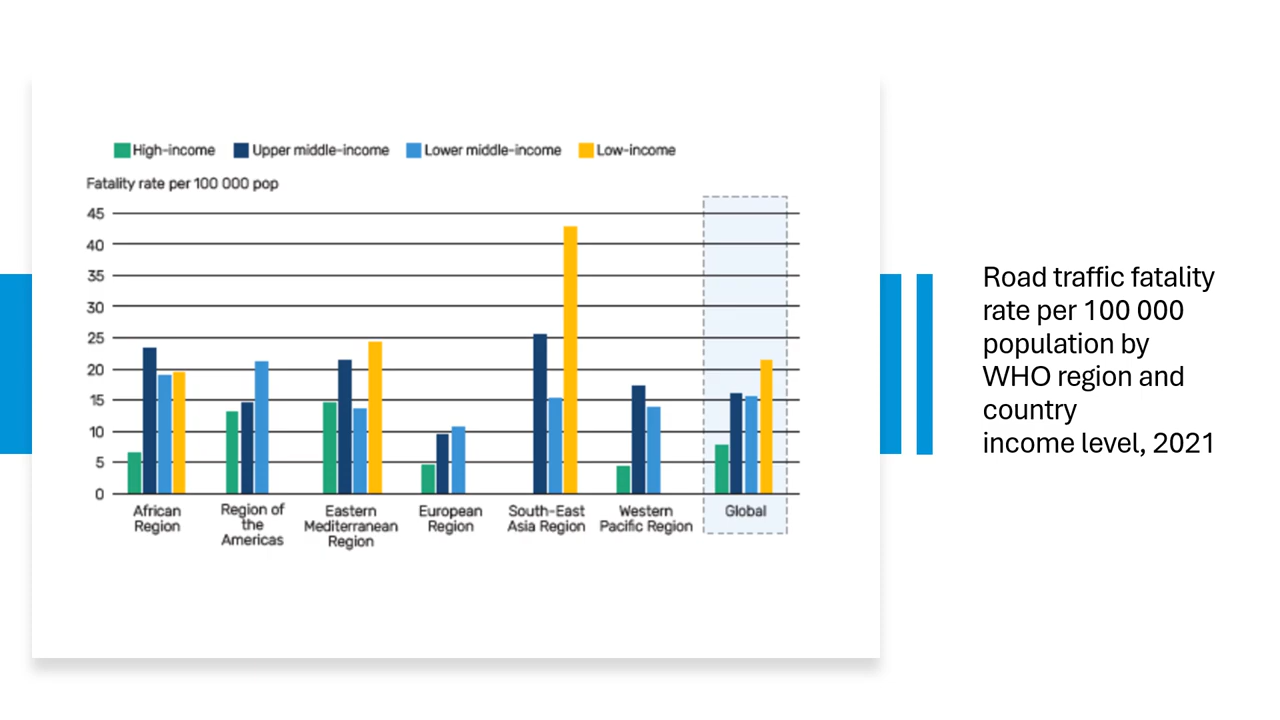 High-income Upper middle-income Lower middle-income Low-income
Fatality rate per 100 000 pop
45
40
35
30
25
20
15
10
5
0
African
Region
Region of
the
Americas
Eastern
Mediterranean
Region
European
Region
South-East
Asia Region
Western
Pacific Region
Global
Road traffic fatality
rate per 100 000
population by
WHO region and
country
income level, 2021